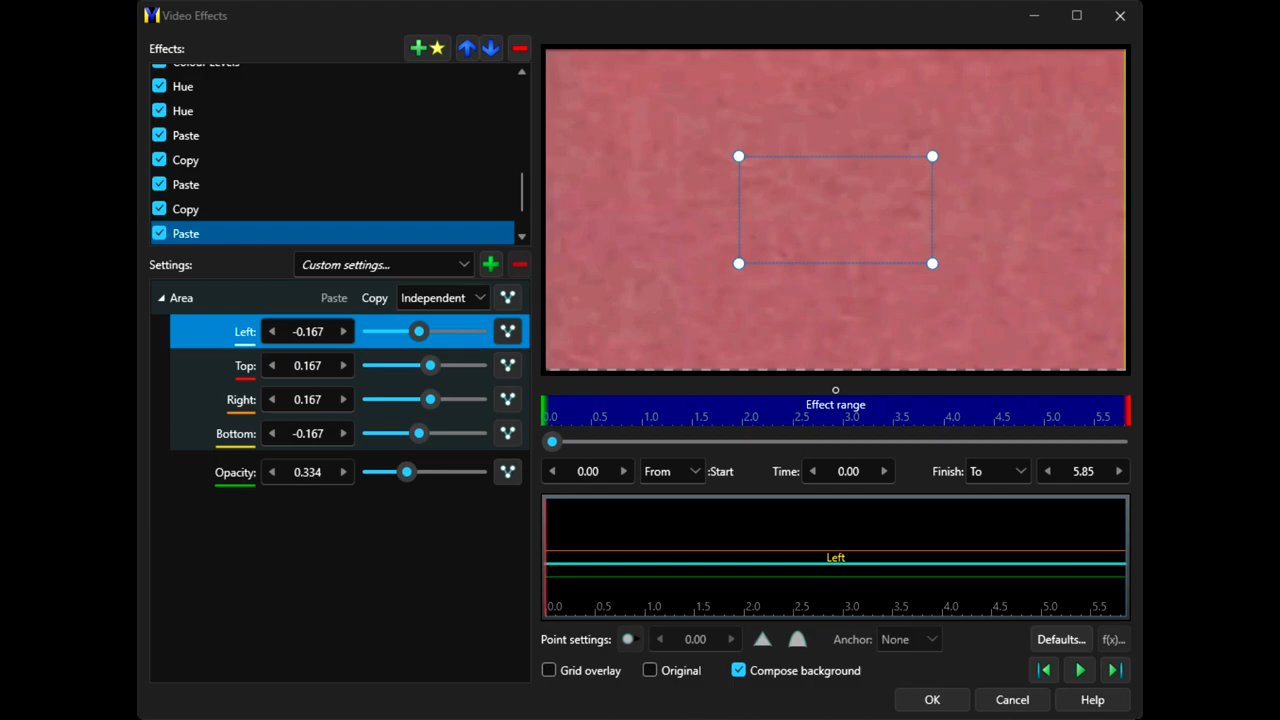 Video Effects
Effects:
Colour Levels
Hue
Hue
Paste
Copy
Paste
Copy
Paste
Settings: Custom settings...
Area Paste Copy Independent
Left: -0.167
Top: 0.167
Right: 0.167
Bottom: -0.167
Opacity: 0.334
Effect range
0.0 0.5 1.0 1.5 2.0 2.5 3.0 3.5 4.0 4.5 5.0 5.5
0.00 From :Start Time: 0.00 Finish: To 5.85
Left
0.0 0.5 1.0 1.5 2.0 2.5 3.0 3.5 4.0 4.5 5.0 5.5
Point settings: 0.00 Anchor: None Defaults... f(x)...
Grid overlay Original Compose background
OK Cancel Help